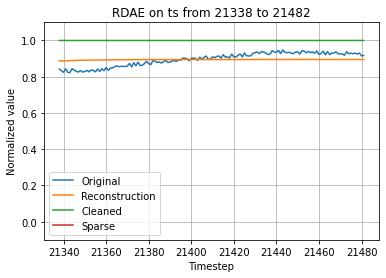 RDAE on ts from 21338 to 21482
Normalized value
1.0
0.8
0.6
0.4
0.2
0.0
Original
Reconstruction
Cleaned
Sparse
21340 21360 21380 21400 21420 21440 21460 21480
Timestep